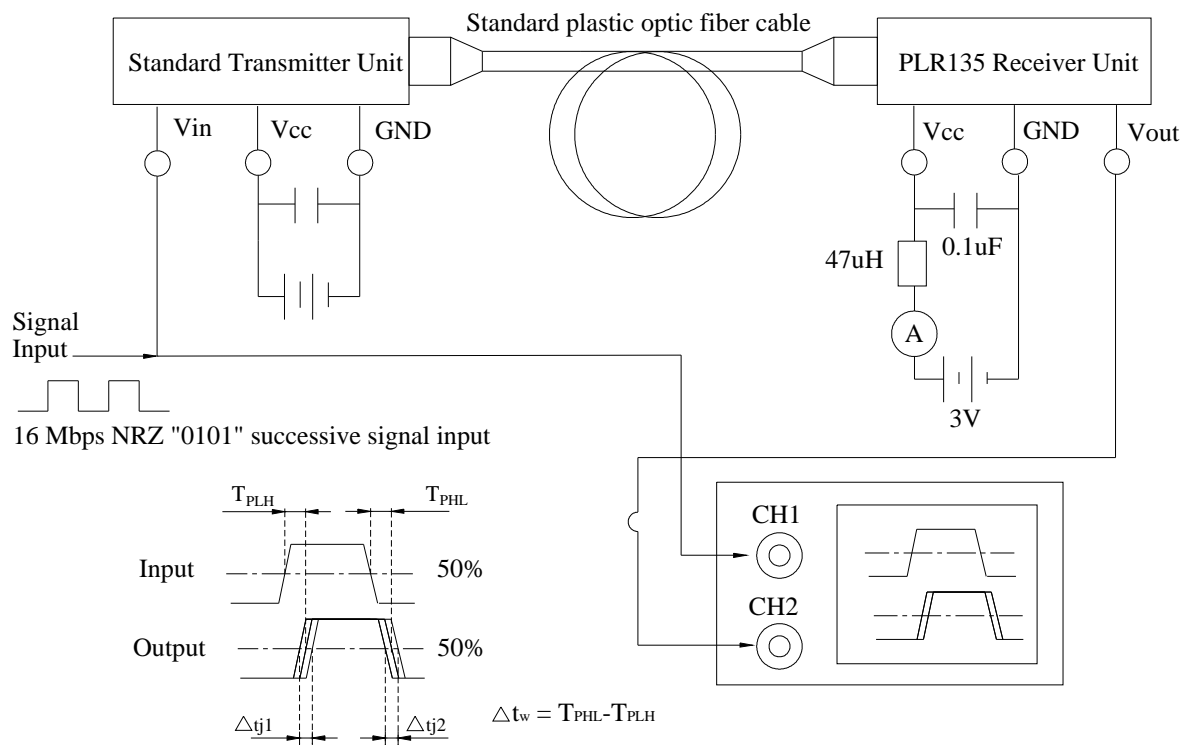 Standard plastic optic fiber cable
Standard Transmitter Unit
PLR135 Receiver Unit
Vin
Vcc
GND
Vcc
GND
Vout
47uH
0.1uF
A
3V
Signal
Input
16 Mbps NRZ "0101" successive signal input
TPLH
TPHL
Input
50%
Output
50%
△tj1
△tj2
△tw = TPHL-TPLH
CH1
CH2